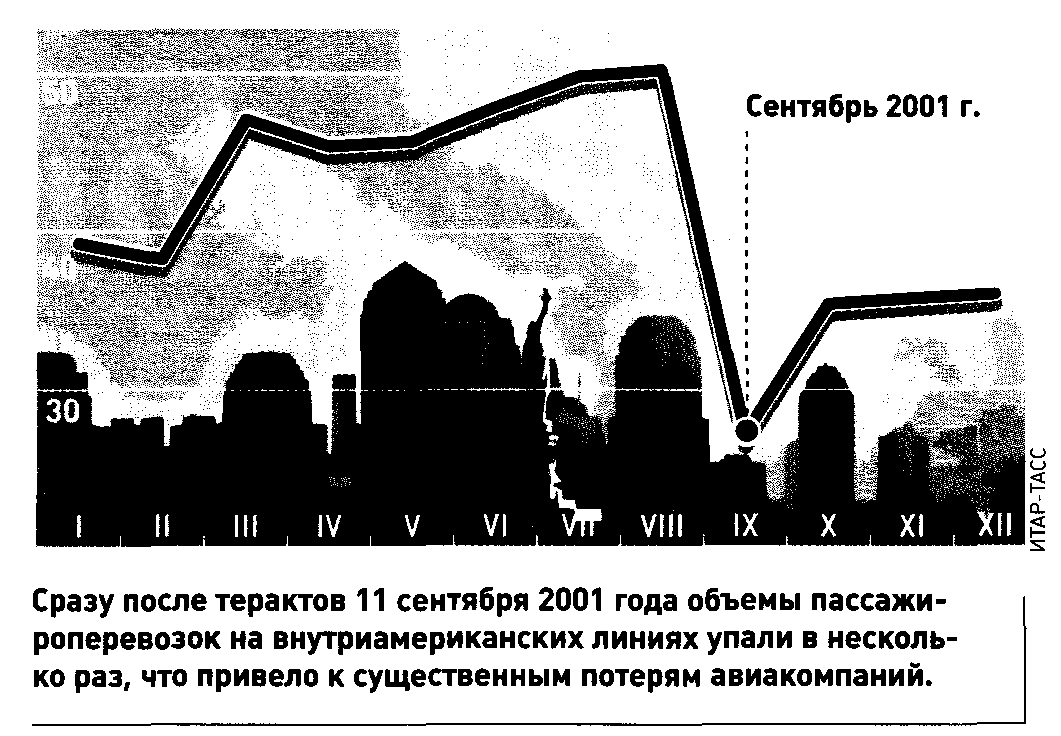 50
Сентябрь 2001 г.
40
30
I II III IV V VI VII VIII IX X XI XII
ИТАР-ТАСС
Сразу после терактов 11 сентября 2001 года объемы пассажи-
роперевозок на внутриамериканских линиях упали в несколь-
ко раз, что привело к существенным потерям авиакомпаний.